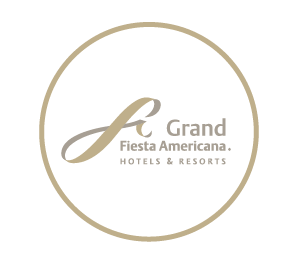 Grand
Fiesta Americana.
HOTELS & RESORTS